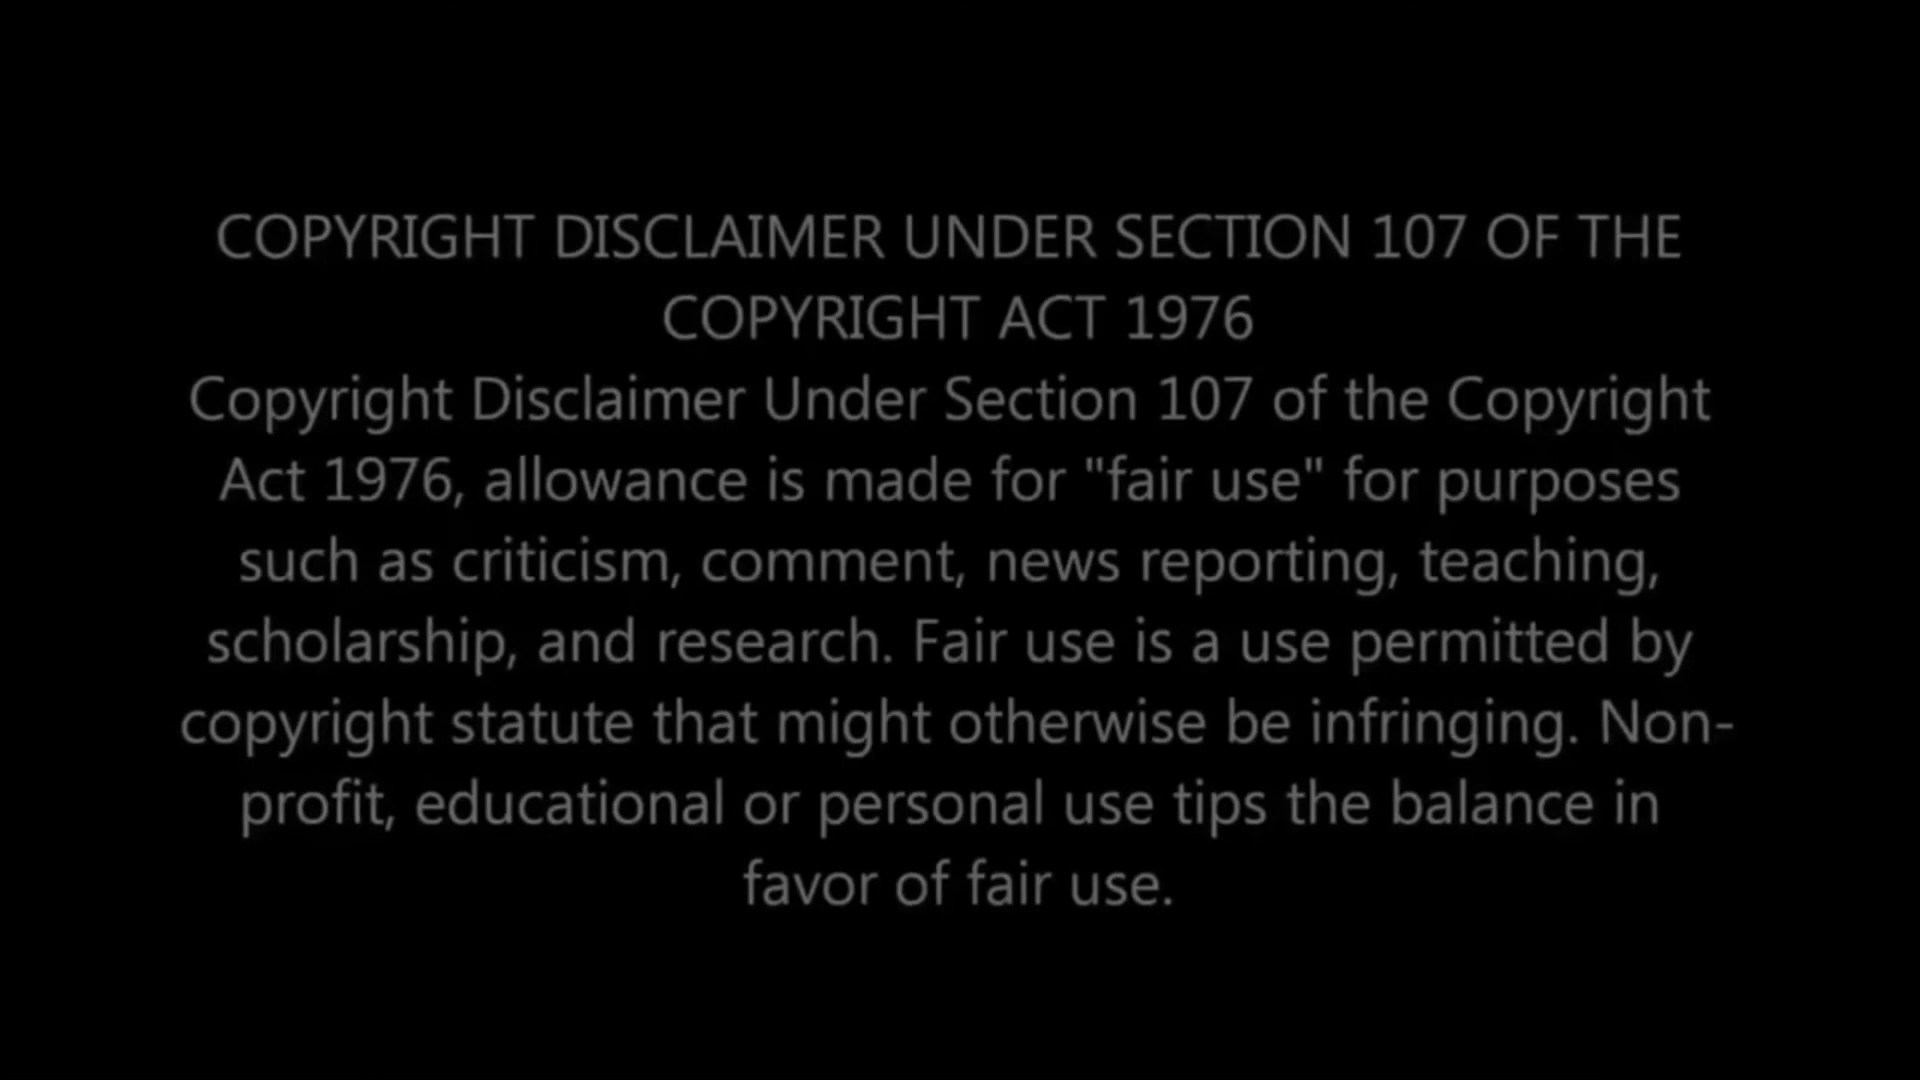 COPYRIGHT DISCLAIMER UNDER SECTION 107 OF THE
COPYRIGHT ACT 1976
Copyright Disclaimer Under Section 107 of the Copyright
Act 1976, allowance is made for "fair use" for purposes
such as criticism, comment, news reporting, teaching,
scholarship, and research. Fair use is a use permitted by
copyright statute that might otherwise be infringing. Non-
profit, educational or personal use tips the balance in
favor of fair use.